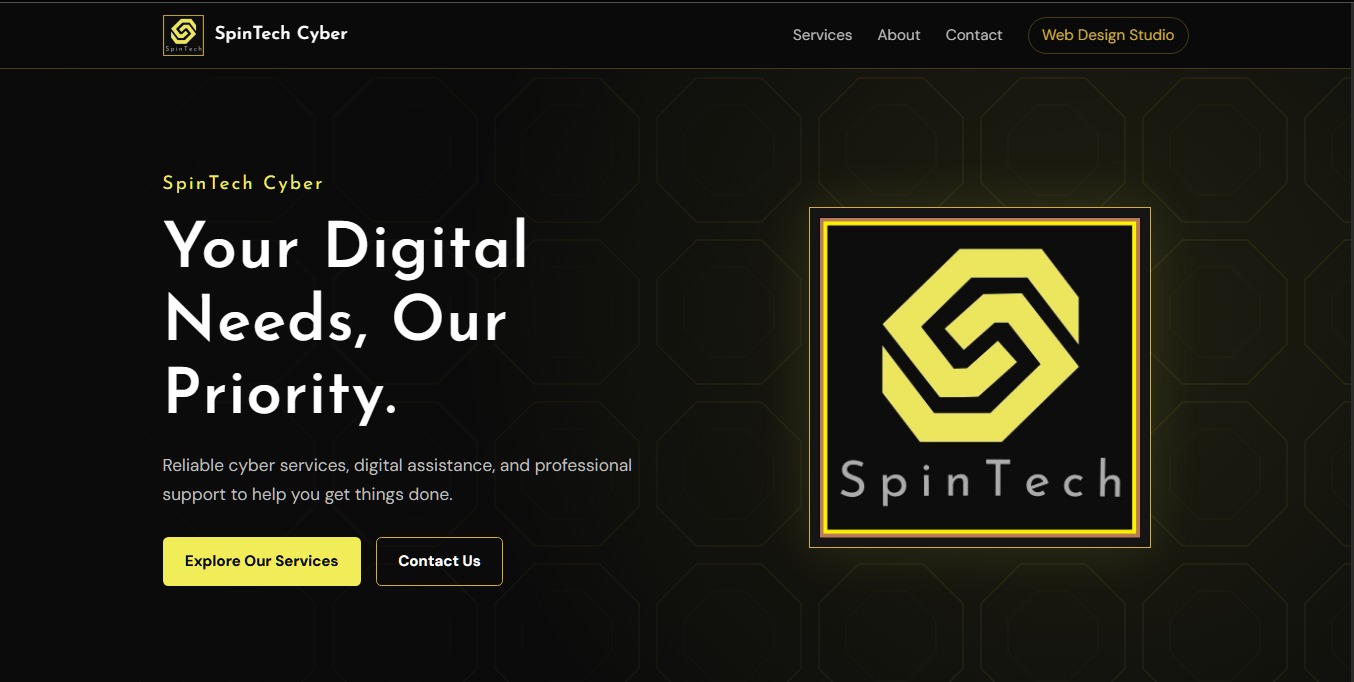 SpinTech
SpinTech Cyber
Services
About
Contact
Web Design Studio
SpinTech Cyber
Your Digital
Needs, Our
Priority.
Reliable cyber services, digital assistance, and professional
support to help you get things done.
Explore Our Services
Contact Us
SpinTech